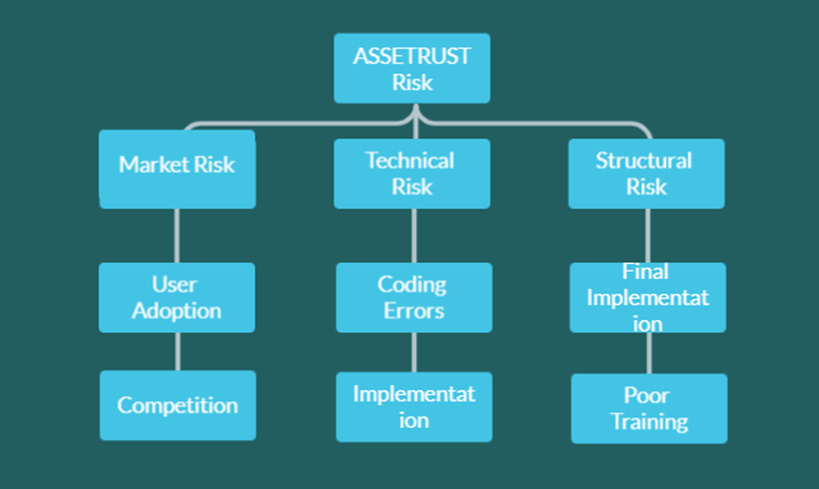 ASSETRUST
Risk
Market Risk
Technical
Risk
Structural
Risk
User
Adoption
Coding
Errors
Final
Implementat
ion
Competition
Implementat
ion
Poor
Training